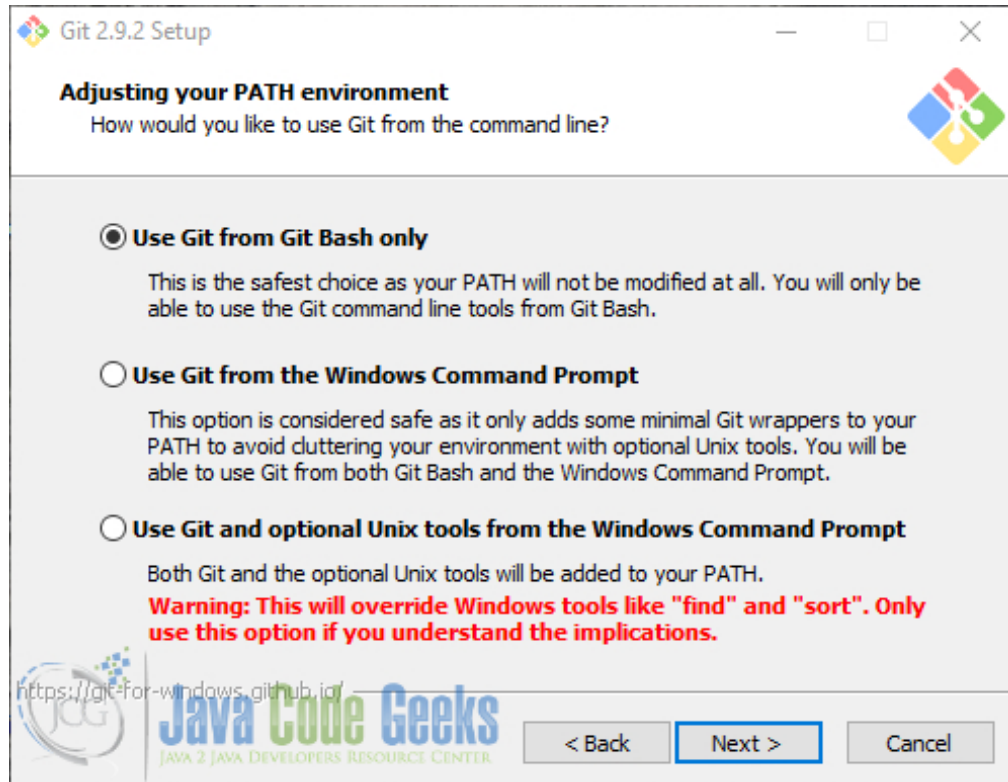 Git 2.9.2 Setup
Adjusting your PATH environment
How would you like to use Git from the command line?
Use Git from Git Bash only
This is the safest choice as your PATH will not be modified at all. You will only be
able to use the Git command line tools from Git Bash.
Use Git from the Windows Command Prompt
This option is considered safe as it only adds some minimal Git wrappers to your
PATH to avoid cluttering your environment with optional Unix tools. You will be
able to use Git from both Git Bash and the Windows Command Prompt.
Use Git and optional Unix tools from the Windows Command Prompt
Both Git and the optional Unix tools will be added to your PATH.
Warning: This will override Windows tools like "find" and "sort". Only
use this option if you understand the implications.
https://git-for-windows.github.io/
JCG
Java Code Geeks
JAVA 2 JAVA DEVELOPERS RESOURCE CENTER
< Back
Next >
Cancel